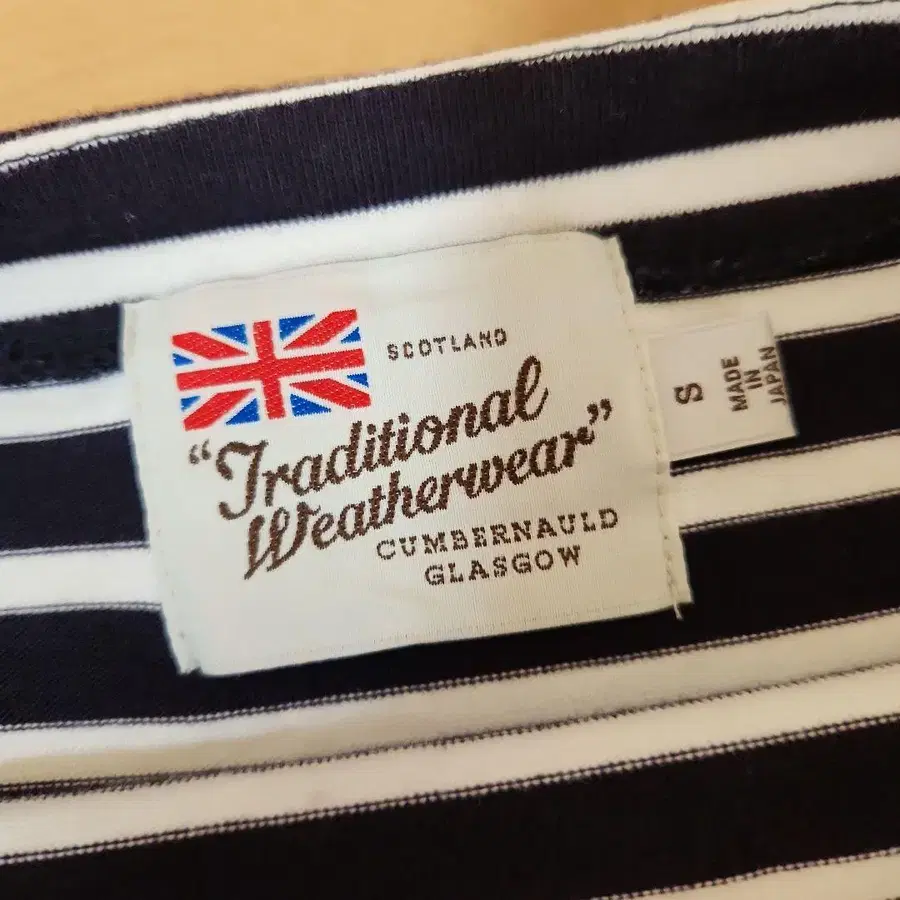 SCOTLAND
"Traditional
Weatherwear"
CUMBERNAULD
GLASGOW
S
MADE
IN
JAPAN